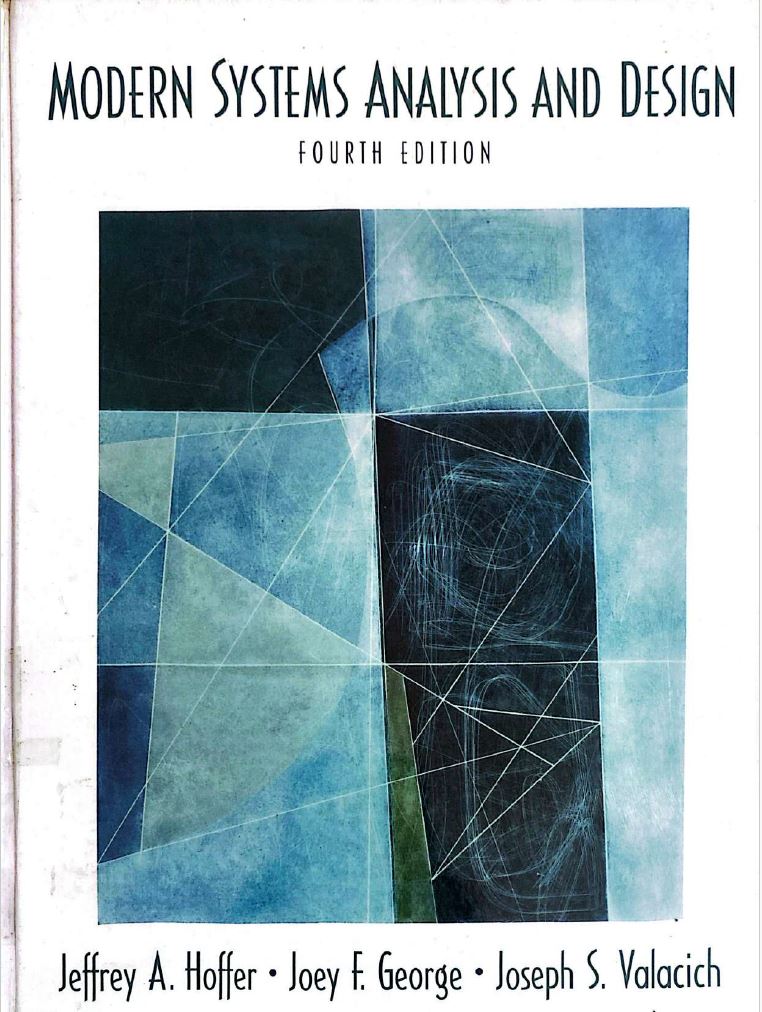 MODERN SYSTEMS ANALYSIS AND DESIGN
FOURTH EDITION
Jeffrey A. Hoffer • Joey F. George • Joseph S. Valacich